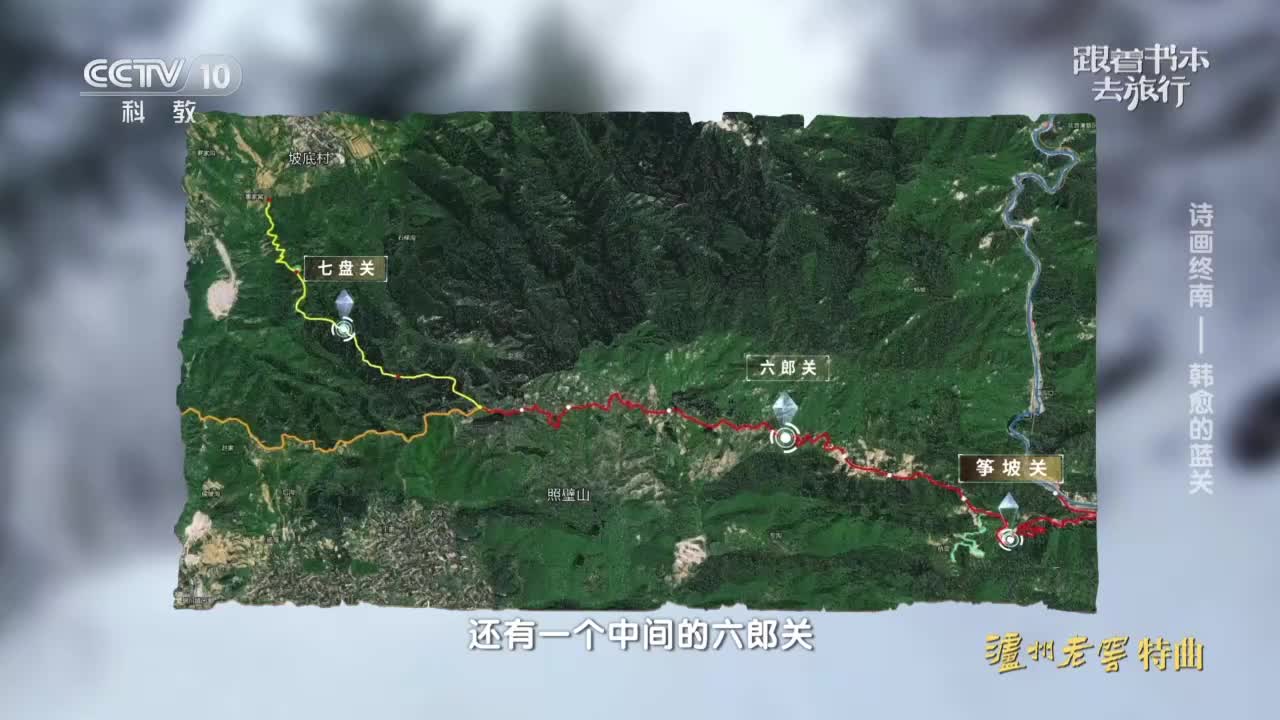 CCTV 10
科教
跟着书本
去旅行
坡底村
七盘关
六郎关
筝坡关
照壁山
诗画终南——韩愈的蓝关
还有一个中间的六郎关
泸州老窖特曲